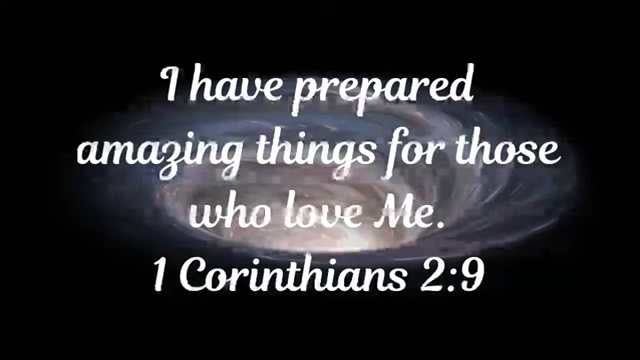 I have prepared
amazing things for those
who love Me.
1 Corinthians 2:9